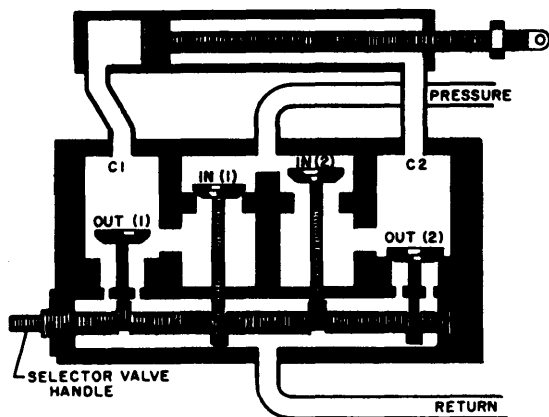 PRESSURE
C1
IN (1)
IN (2)
C2
OUT (1)
OUT (2)
SELECTOR VALVE
HANDLE
RETURN